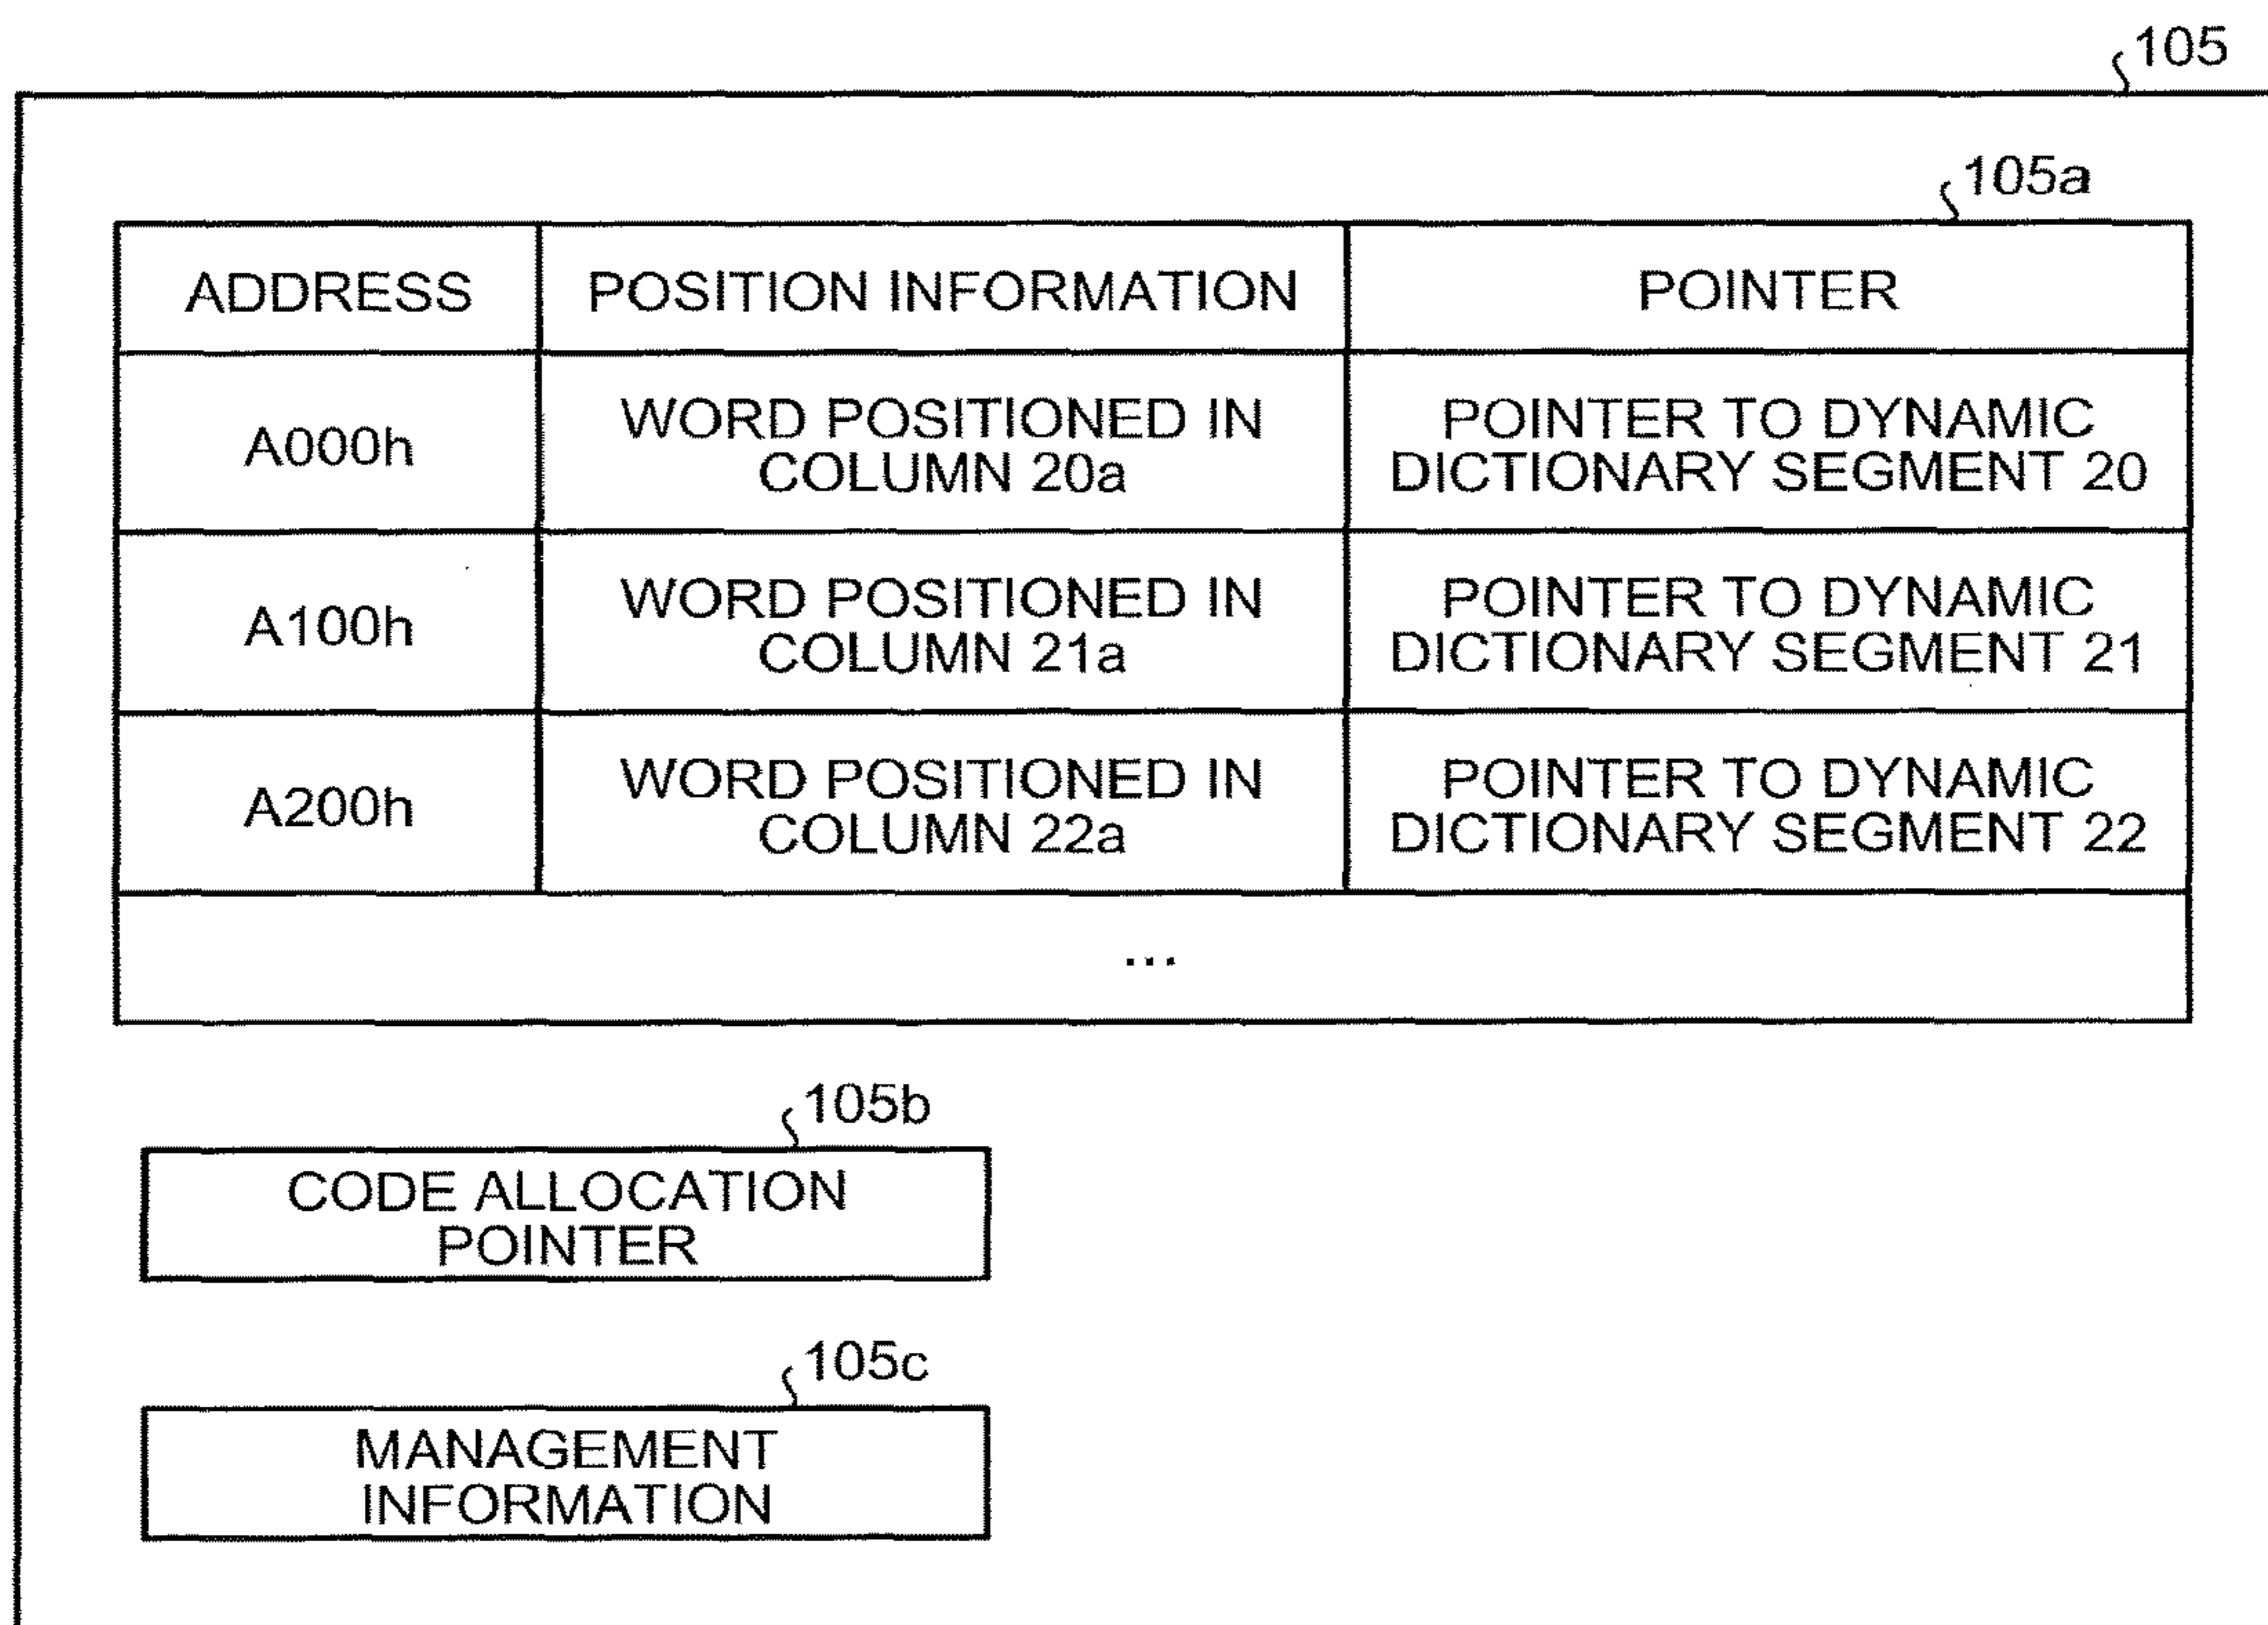 105
105a
ADDRESS POSITION INFORMATION POINTER
A000h WORD POSITIONED IN COLUMN 20a POINTER TO DYNAMIC DICTIONARY SEGMENT 20
A100h WORD POSITIONED IN COLUMN 21a POINTER TO DYNAMIC DICTIONARY SEGMENT 21
A200h WORD POSITIONED IN COLUMN 22a POINTER TO DYNAMIC DICTIONARY SEGMENT 22
...
105b
CODE ALLOCATION
POINTER
105c
MANAGEMENT
INFORMATION